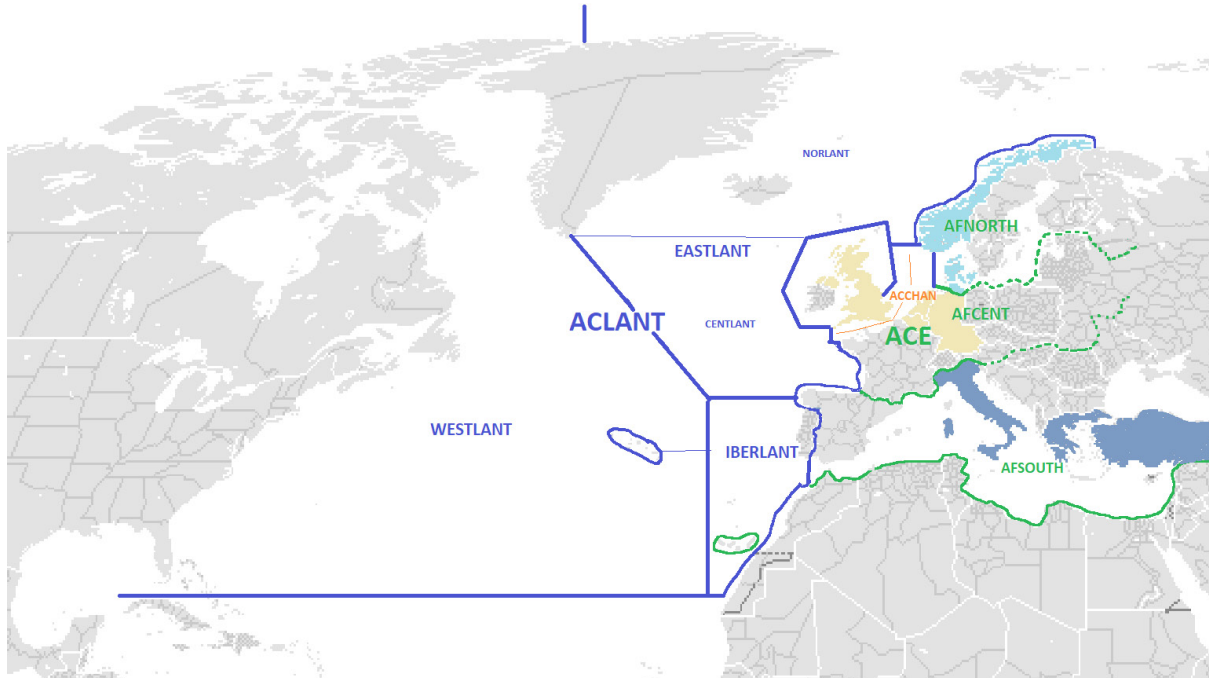 NORLANT
AFNORTH
EASTLANT
ACCHAN
AFCENT
ACLANT
CENTLANT
ACE
WESTLANT
IBERLANT
AFSOUTH